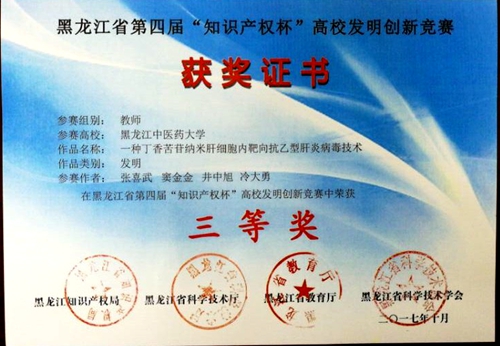 黑龙江省第四届“知识产权杯”高校发明创新竞赛
获奖证书
参赛组别： 教师
参赛高校： 黑龙江中医药大学
作品名称： 一种丁香苦苷纳米肝细胞内靶向抗乙型肝炎病毒技术
作品类别： 发明
参赛作者： 张喜武 窦金金 井中旭 冷大勇
在黑龙江省第四届“知识产权杯”高校发明创新竞赛中荣获
三等奖
黑龙江知识产权局 黑龙江省科学技术厅 黑龙江省教育厅 黑龙江省科学技术学会
二〇一七年十月